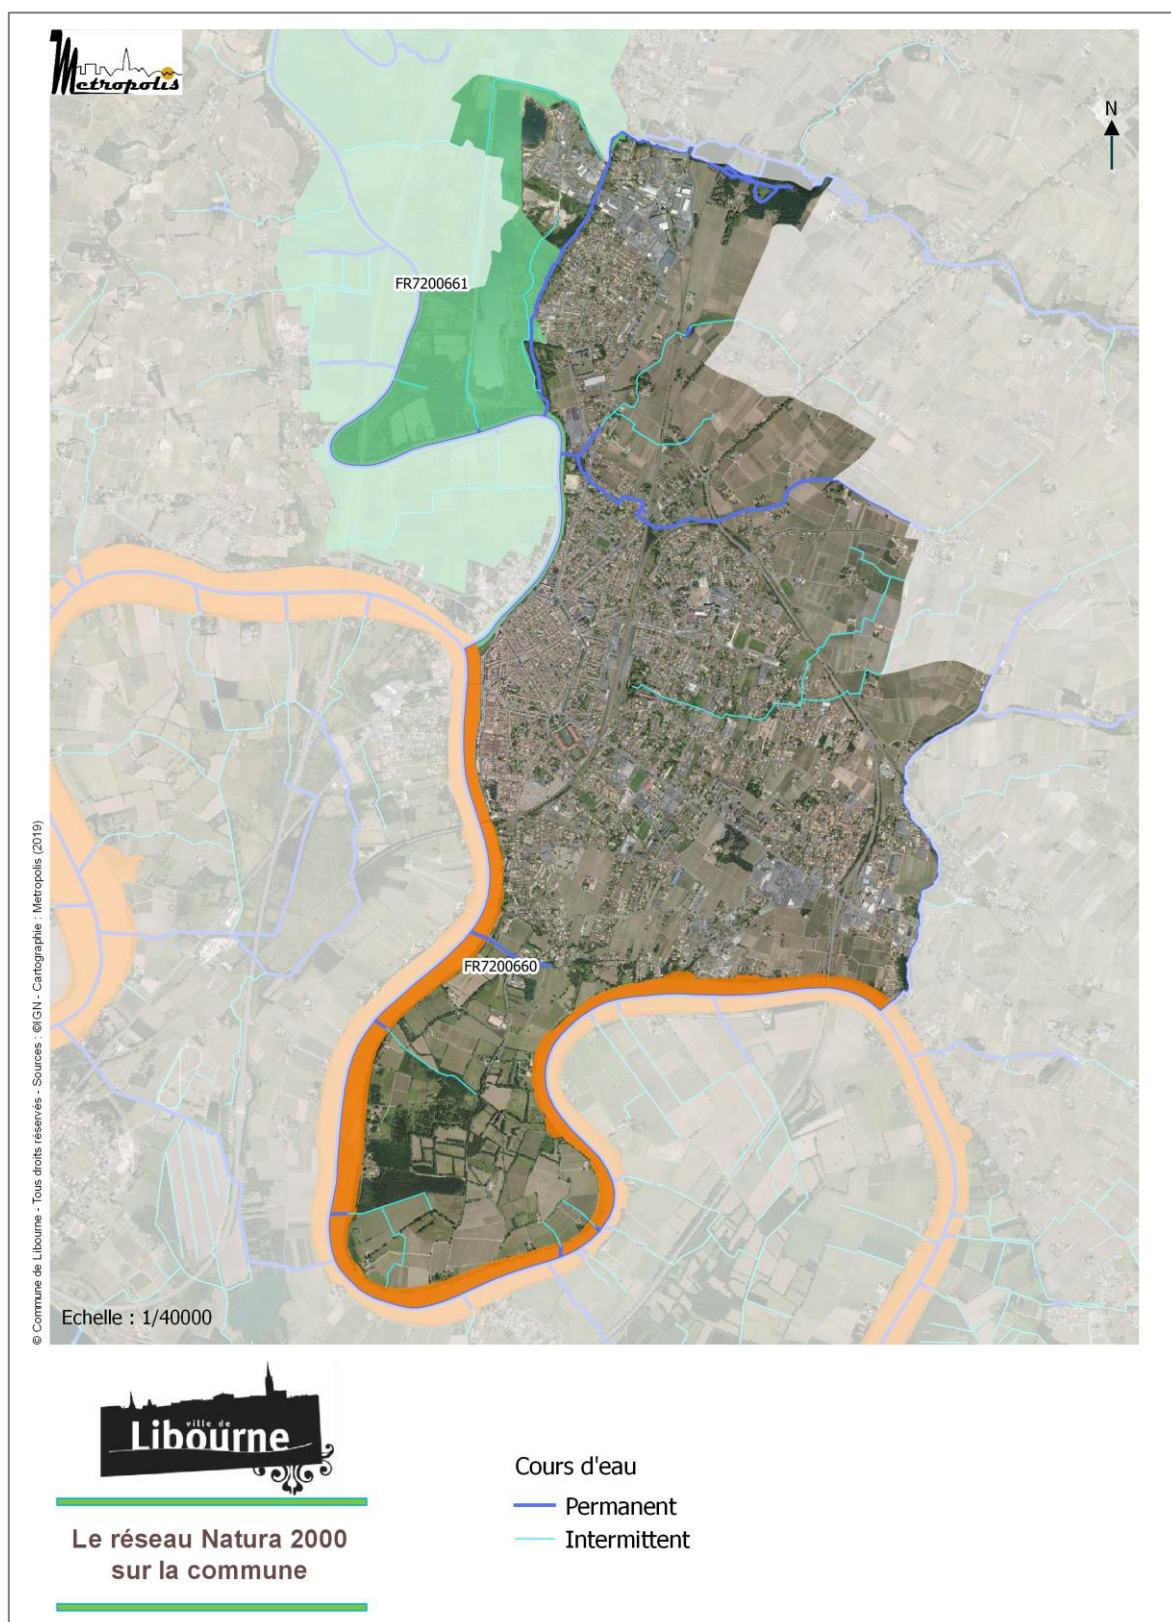 Metropolis
N
FR7200661
FR7200660
© Commune de Libourne - Tous droits réservés - Sources : ©IGN - Cartographie : Metropolis (2019)
Echelle : 1/40000
ville de
Libourne
Le réseau Natura 2000
sur la commune
Cours d'eau
Permanent
Intermittent